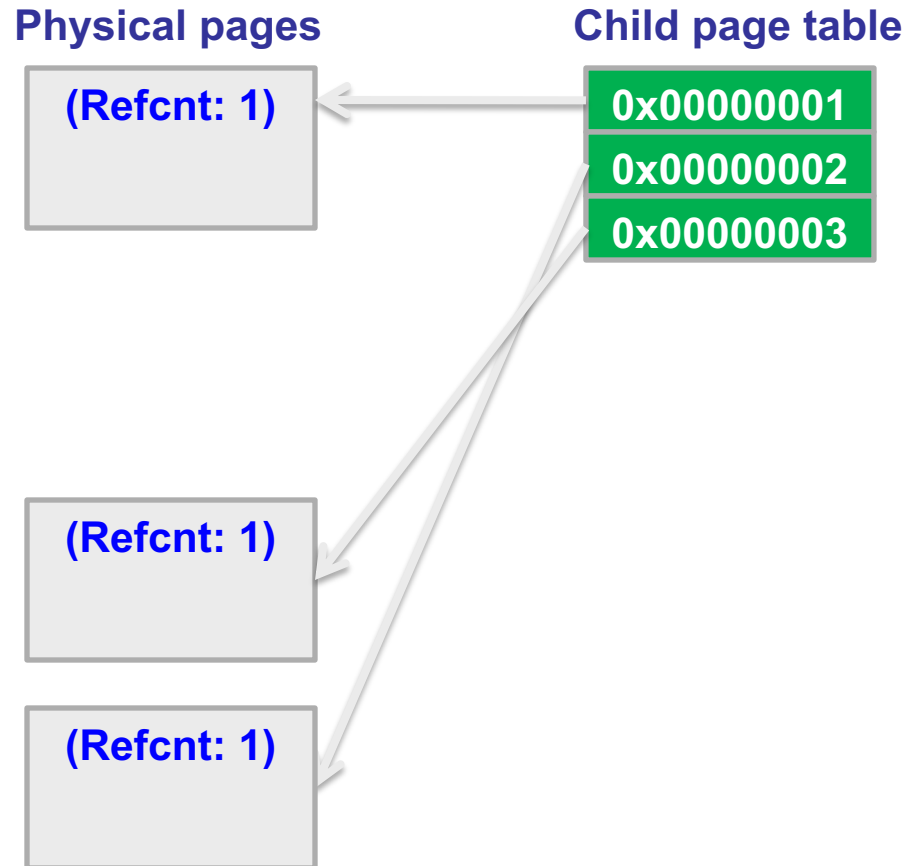 Physical pages
Child page table
(Refcnt: 1)
0x00000001
0x00000002
0x00000003
(Refcnt: 1)
(Refcnt: 1)